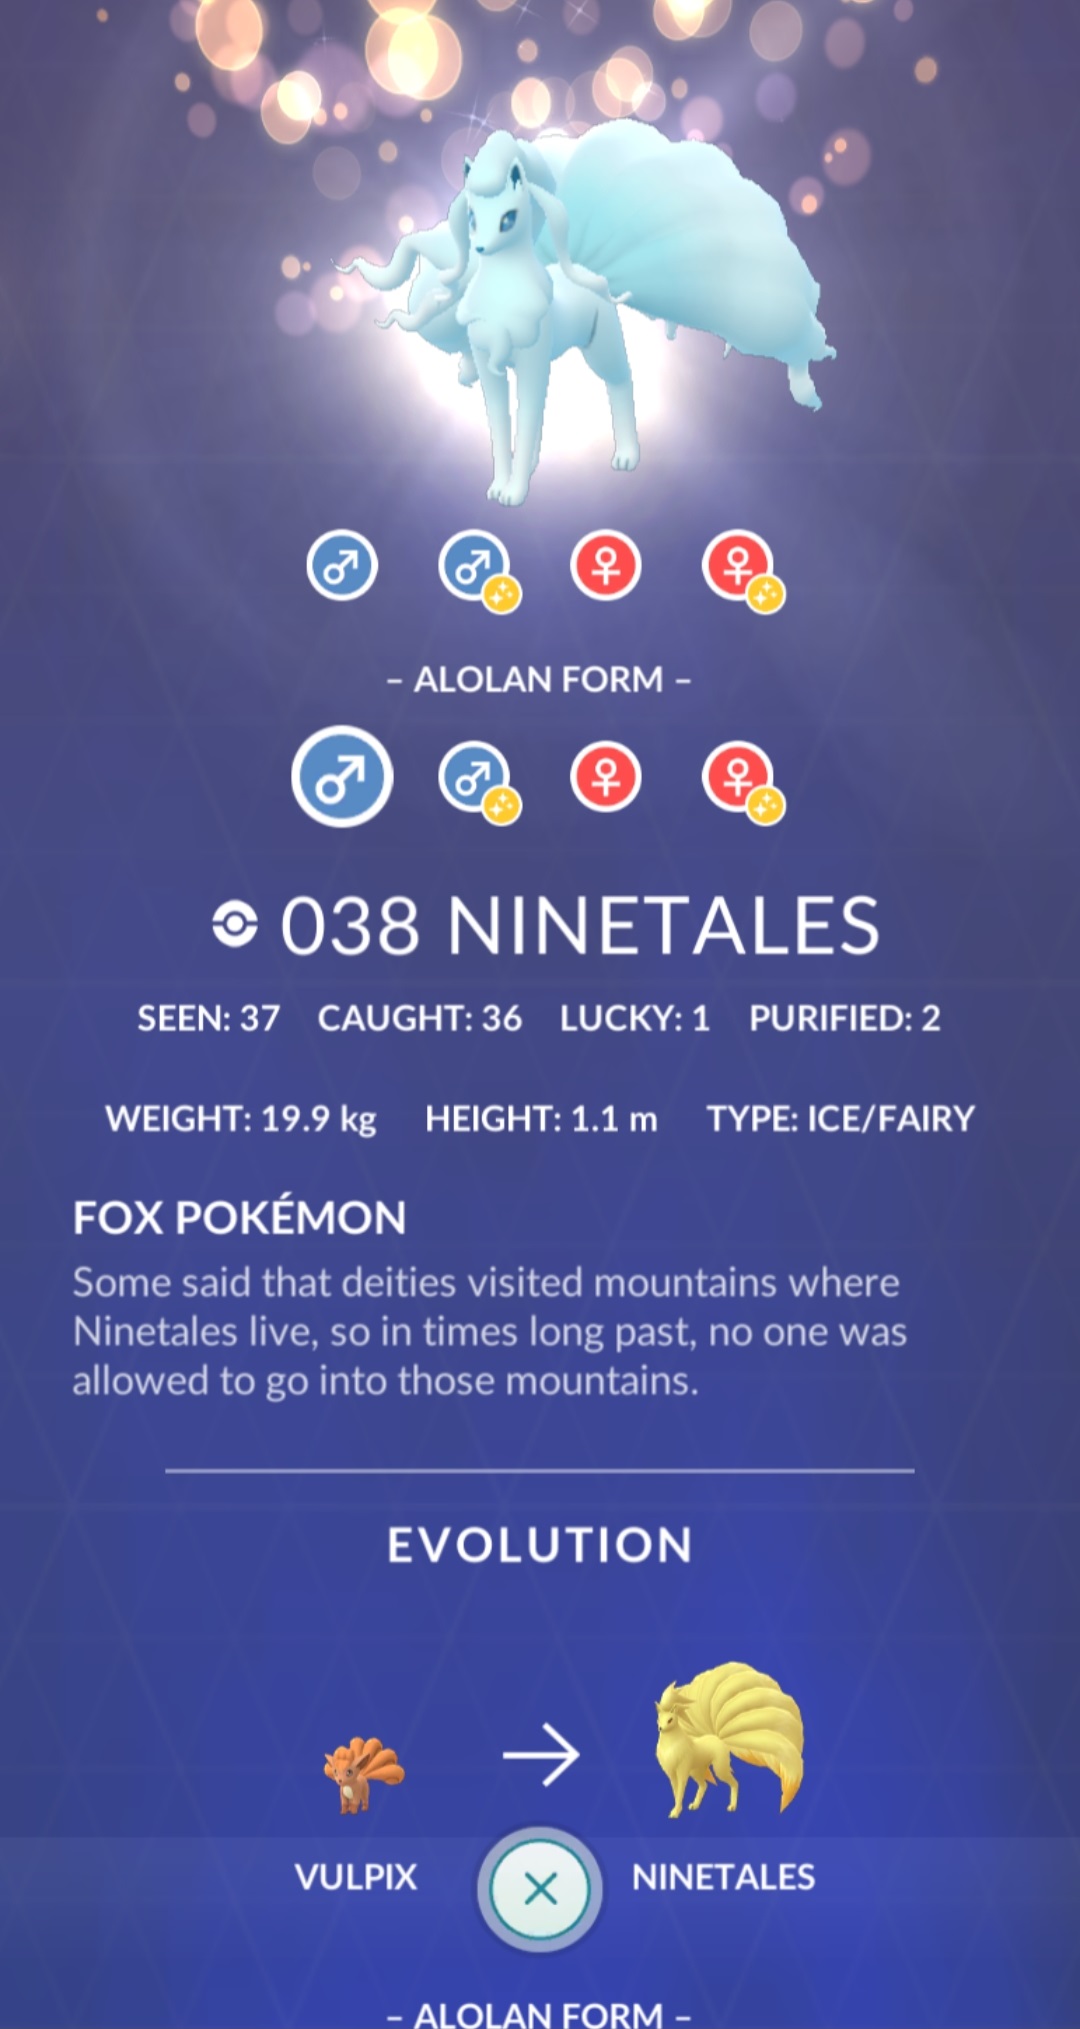 – ALOLAN FORM –
038 NINETALES
SEEN: 37 CAUGHT: 36 LUCKY: 1 PURIFIED: 2
WEIGHT: 19.9 kg HEIGHT: 1.1 m TYPE: ICE/FAIRY
FOX POKÉMON
Some said that deities visited mountains where
Ninetales live, so in times long past, no one was
allowed to go into those mountains.
EVOLUTION
VULPIX NINETALES
– ALOLAN FORM –